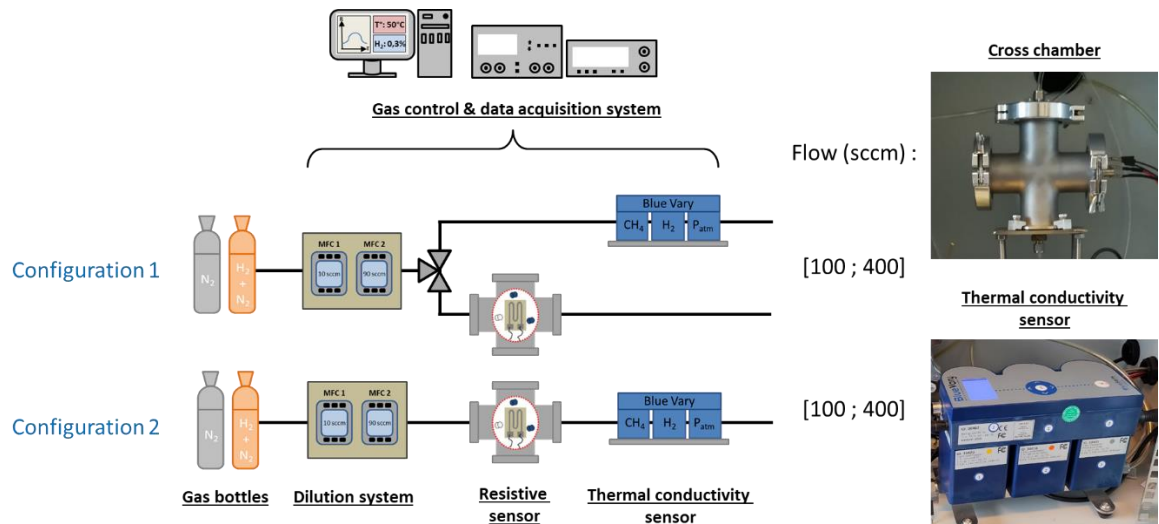 T°: 50°C
H₂: 0,3%
Gas control & data acquisition system
Cross chamber
Flow (sccm) :
Configuration 1
N₂
H₂
+
N₂
MFC 1
MFC 2
10 sccm
90 sccm
Blue Vary
CH₄
H₂
Pₐₜₘ
[100 ; 400]
Thermal conductivity
sensor
Configuration 2
N₂
H₂
+
N₂
MFC 1
MFC 2
10 sccm
90 sccm
Blue Vary
CH₄
H₂
Pₐₜₘ
[100 ; 400]
Gas bottles
Dilution system
Resistive
sensor
Thermal conductivity
sensor